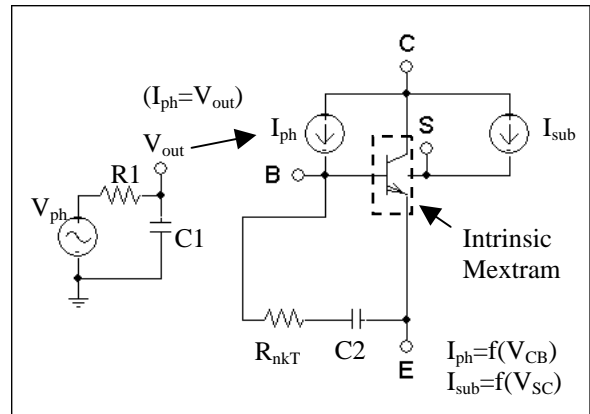 C
(I_ph=V_out)
I_ph
S
I_sub
V_out
B
R1
V_ph
C1
Intrinsic
Mextram
R_nkT
C2
E
I_ph=f(V_CB)
I_sub=f(V_SC)